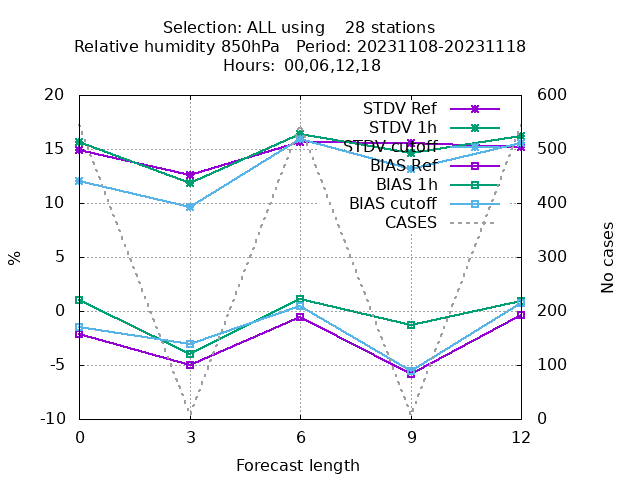 Selection: ALL using    28 stations
Relative humidity 850hPa   Period: 20231108-20231118
Hours: 00,06,12,18
20
15
10
5
0
-5
-10
%
STDV Ref
STDV 1h
STDV cutoff
BIAS Ref
BIAS 1h
BIAS cutoff
CASES
600
500
400
300
200
100
0
No cases
0 3 6 9 12
Forecast length